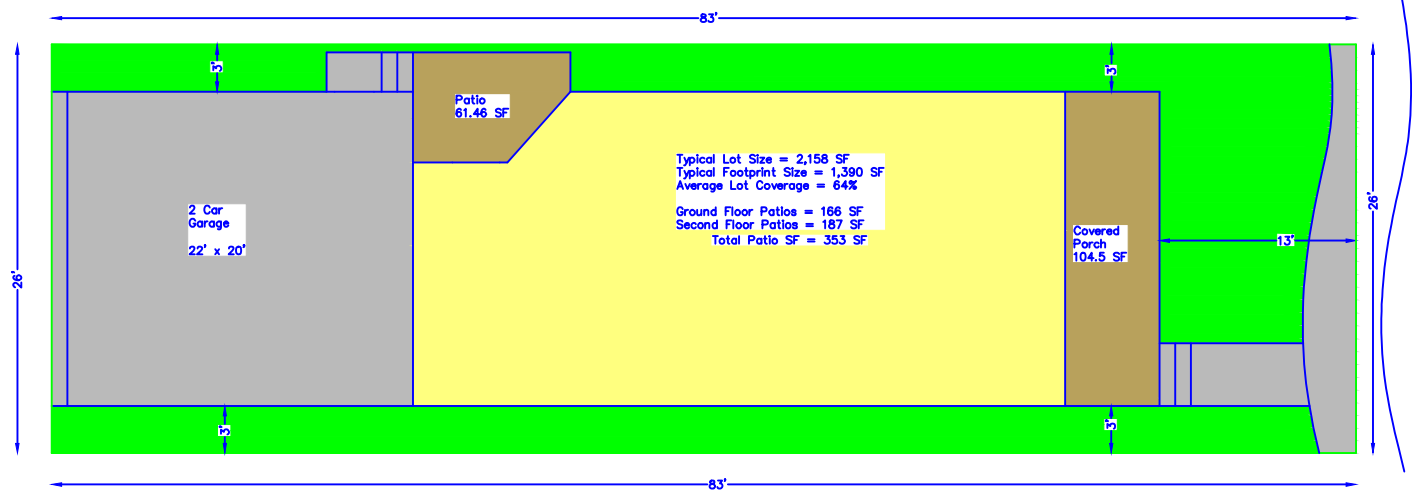 83'
3'
3'
Patio
61.46 SF
Typical Lot Size = 2,158 SF
Typical Footprint Size = 1,390 SF
Average Lot Coverage = 64%
Ground Floor Patios = 166 SF
Second Floor Patios = 187 SF
Total Patio SF = 353 SF
2 Car
Garage
22' x 20'
Covered
Porch
104.5 SF
13'
26'
26'
3'
3'
83'